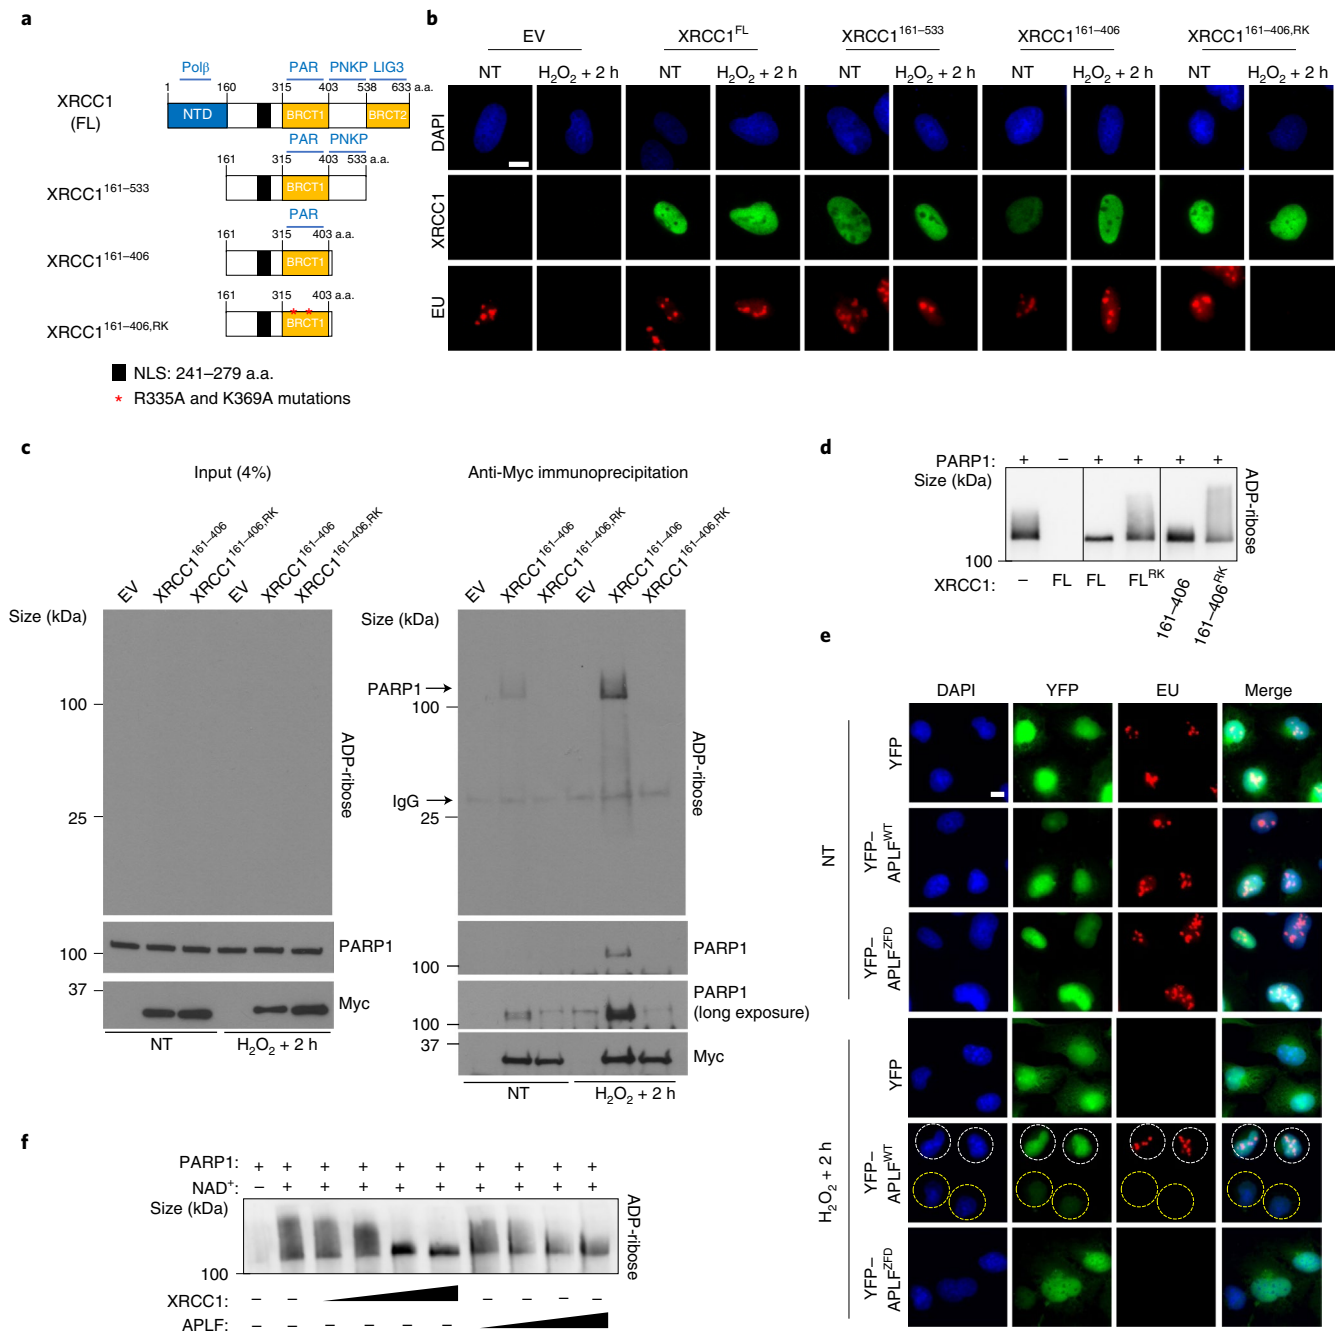 a
Polβ PAR PNKP LIG3
1 160 315 403 538 633 a.a.
XRCC1 (FL)
NTD BRCT1 BRCT2
PAR PNKP
161 315 403 533 a.a.
XRCC1161–533
BRCT1
PAR
161 315 403 a.a.
XRCC1161–406
BRCT1
161 315 403 a.a.
XRCC1161–406,RK
* *
BRCT1
NLS: 241–279 a.a.
* R335A and K369A mutations
b
EV XRCC1FL XRCC1161–533 XRCC1161–406 XRCC1161–406,RK
NT H2O2 + 2 h NT H2O2 + 2 h NT H2O2 + 2 h NT H2O2 + 2 h NT H2O2 + 2 h
DAPI
XRCC1
EU
c
Input (4%)
EV XRCC1161–406 XRCC1161–406,RK EV XRCC1161–406 XRCC1161–406,RK
Size (kDa)
100
25
ADP-ribose
100
PARP1
37
Myc
NT H2O2 + 2 h
Anti-Myc immunoprecipitation
EV XRCC1161–406 XRCC1161–406,RK EV XRCC1161–406 XRCC1161–406,RK
Size (kDa)
PARP1
100
IgG
25
ADP-ribose
PARP1
100
PARP1
(long exposure)
100
37
Myc
NT H2O2 + 2 h
d
PARP1: + – + + + +
Size (kDa)
100
ADP-ribose
XRCC1: – FL FL FLRK 161–406 161–406RK
e
DAPI YFP EU Merge
NT
YFP
YFP–APLFWT
YFP–APLFZFD
H2O2 + 2 h
YFP
YFP–APLFWT
YFP–APLFZFD
f
PARP1: + + + + + + + + + +
NAD+: – + + + + + + + + +
Size (kDa)
100
ADP-ribose
XRCC1: – – – – – –
APLF: – – – – – –